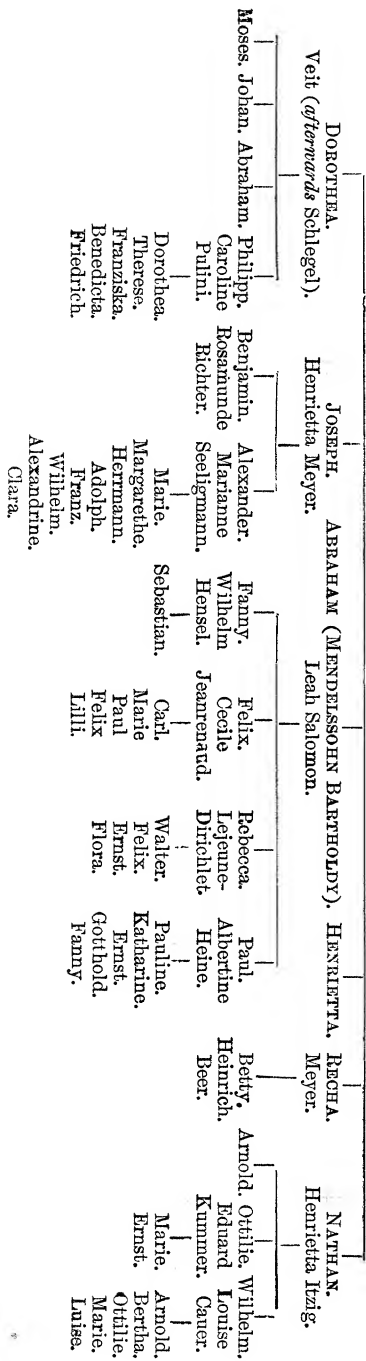 DOROTHEA. JOSEPH. ABRAHAM (MENDELSSOHN BARTHOLDY). HENRIETTA. RECHA. NATHAN.
Veit (afterwards Schlegel). Henrietta Meyer. Leah Salomon. Meyer. Henrietta Itzig.
Moses. Johan. Abraham. Philipp. Benjamin. Alexander. Fanny. Felix. Rebecca. Paul. Betty. Arnold. Ottilie. Wilhelm.
Caroline Rosamunde Marianne Wilhelm Cecile Lejeune- Albertine Heinrich. Eduard Louise
Pulini. Richter. Seeligmann. Hensel. Jeanrenaud. Dirichlet. Heine. Beer. Kummer. Cauer.
Dorothea. Marie. Sebastian. Carl. Walter. Pauline. Marie. Arnold.
Therese. Margarethe. Marie Felix. Katharine. Ernst. Bertha.
Franziska. Herrmann. Paul Ernst. Ernst. Ottilie.
Benedicta. Adolph. Felix Flora. Gotthold. Marie.
Friedrich. Franz. Lilli. Fanny. Luise.
Wilhelm.
Alexandrine.
Clara.